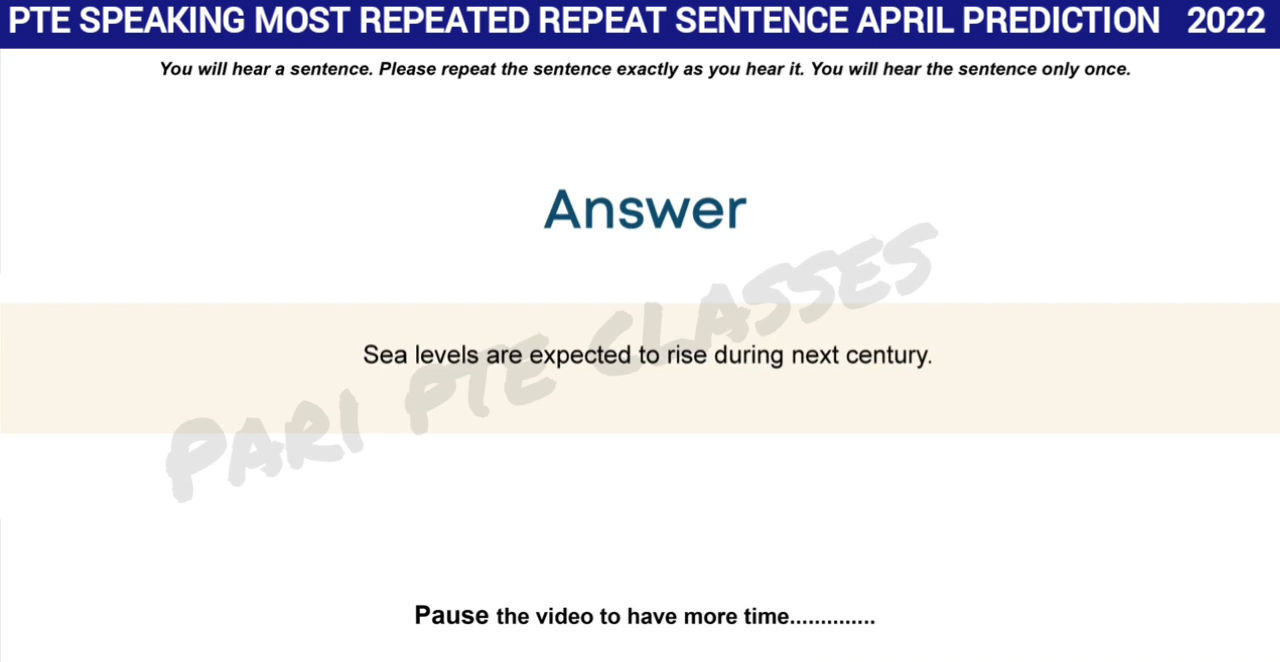 PTE SPEAKING MOST REPEATED REPEAT SENTENCE APRIL PREDICTION 2022
You will hear a sentence. Please repeat the sentence exactly as you hear it. You will hear the sentence only once.
Answer
Sea levels are expected to rise during next century.
PARI PTE CLASSES
Pause the video to have more time..............